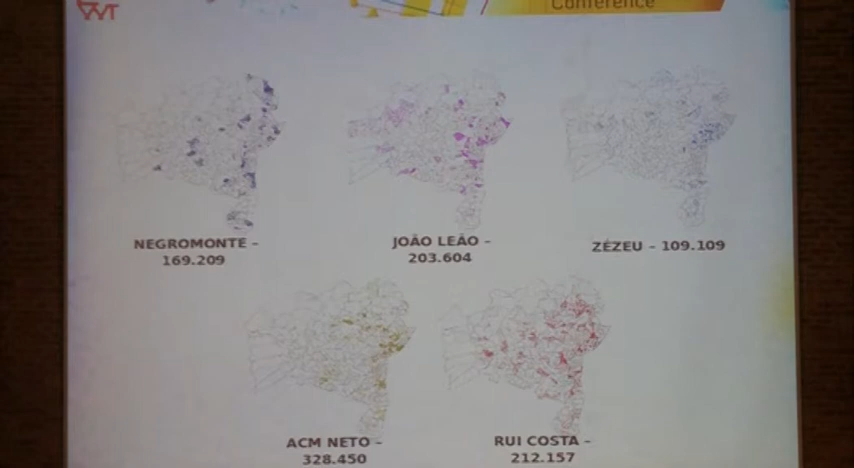 Conference
NEGROMONTE –
169.209
JOÃO LEÃO –
203.604
ZÉZEU – 109.109
ACM NETO –
328.450
RUI COSTA –
212.157